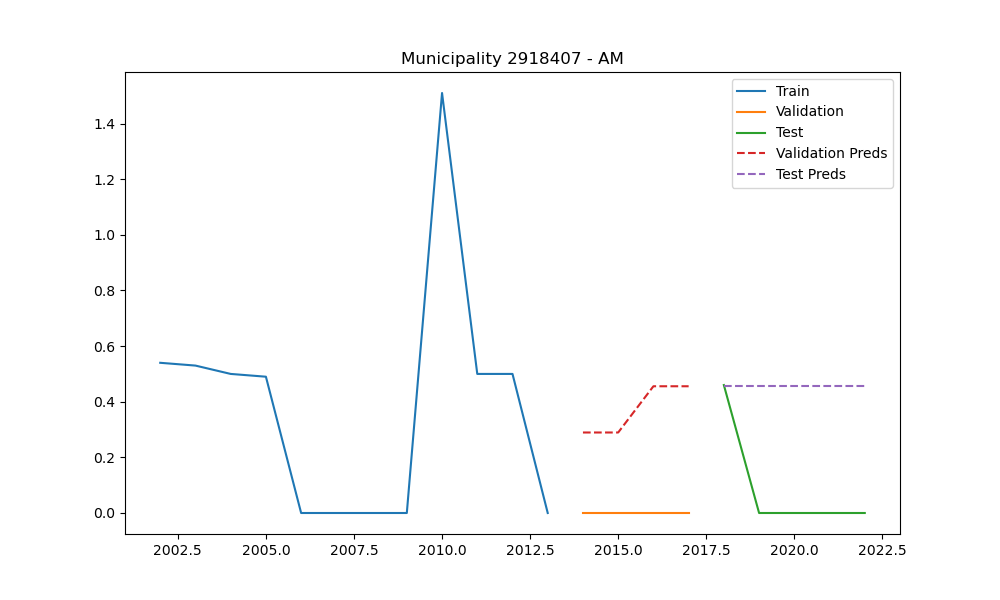 Municipality 2918407 - AM
Train
Validation
Test
Validation Preds
Test Preds
1.4
1.2
1.0
0.8
0.6
0.4
0.2
0.0
2002.5 2005.0 2007.5 2010.0 2012.5 2015.0 2017.5 2020.0 2022.5